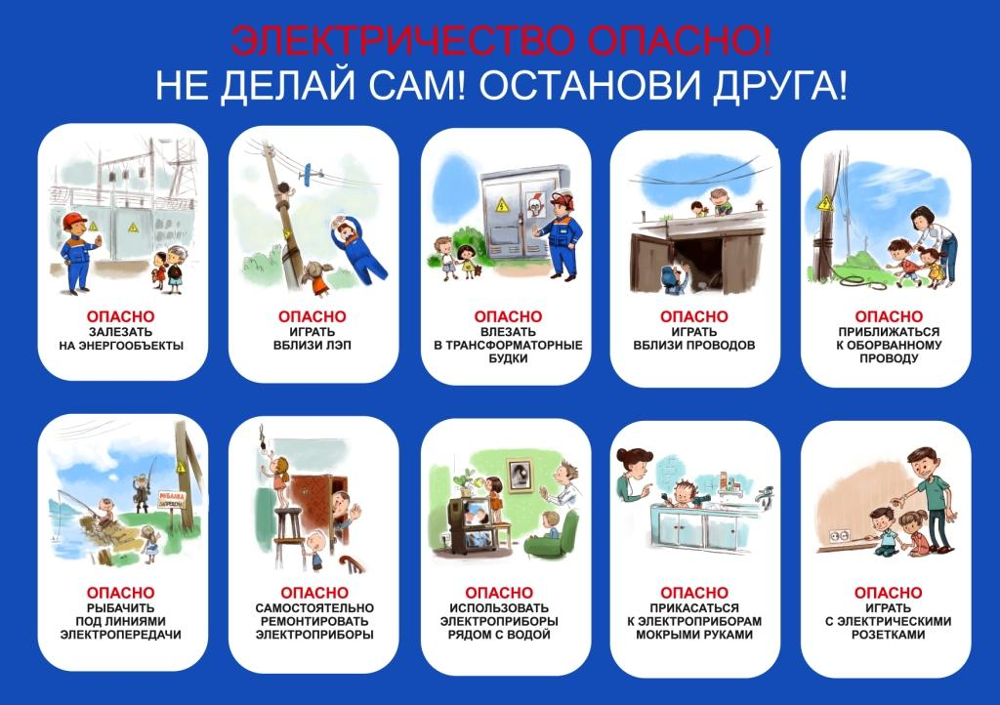 ЭЛЕКТРИЧЕСТВО ОПАСНО!
НЕ ДЕЛАЙ САМ! ОСТАНОВИ ДРУГА!
ОПАСНО
ЗАЛЕЗАТЬ
НА ЭНЕРГООБЪЕКТЫ
ОПАСНО
ИГРАТЬ
ВБЛИЗИ ЛЭП
ОПАСНО
ВЛЕЗАТЬ
В ТРАНСФОРМАТОРНЫЕ
БУДКИ
ОПАСНО
ИГРАТЬ
ВБЛИЗИ ПРОВОДОВ
ОПАСНО
ПРИБЛИЖАТЬСЯ
К ОБОРВАННОМУ
ПРОВОДУ
РЫБАЛКА
ЗАПРЕЩЕНА
ОПАСНО
РЫБАЧИТЬ
ПОД ЛИНИЯМИ
ЭЛЕКТРОПЕРЕДАЧИ
ОПАСНО
САМОСТОЯТЕЛЬНО
РЕМОНТИРОВАТЬ
ЭЛЕКТРОПРИБОРЫ
ОПАСНО
ИСПОЛЬЗОВАТЬ
ЭЛЕКТРОПРИБОРЫ
РЯДОМ С ВОДОЙ
ОПАСНО
ПРИКАСАТЬСЯ
К ЭЛЕКТРОПРИБОРАМ
МОКРЫМИ РУКАМИ
ОПАСНО
ИГРАТЬ
С ЭЛЕКТРИЧЕСКИМИ
РОЗЕТКАМИ